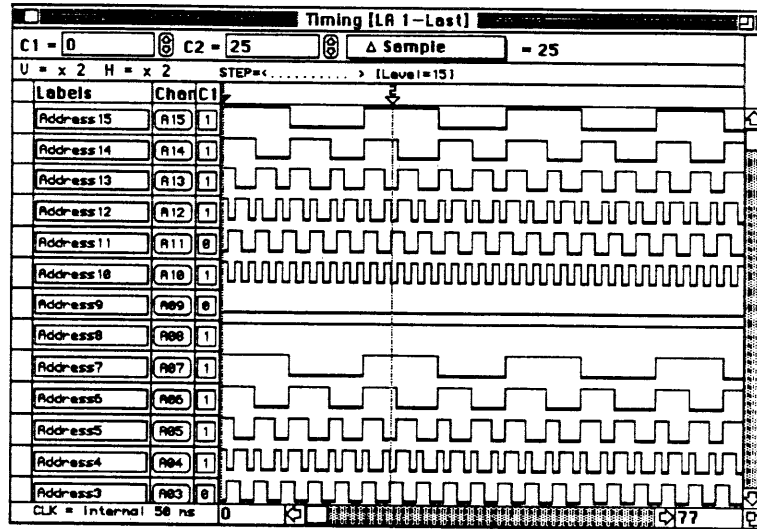 Timing [LA 1-Last]
C1 = 0 C2 = 25 Δ Sample = 25
V = x 2 H = x 2 STEP=<..........> [Level=15]
Labels Chan C1 2
Address15 A15 1
Address14 A14 1
Address13 A13 1
Address12 A12 1
Address11 A11 0
Address10 A10 1
Address9 A09 0
Address8 A08 1
Address7 A07 1
Address6 A06 1
Address5 A05 1
Address4 A04 1
Address3 A03 0
CLK = Internal 50 ns 0 77